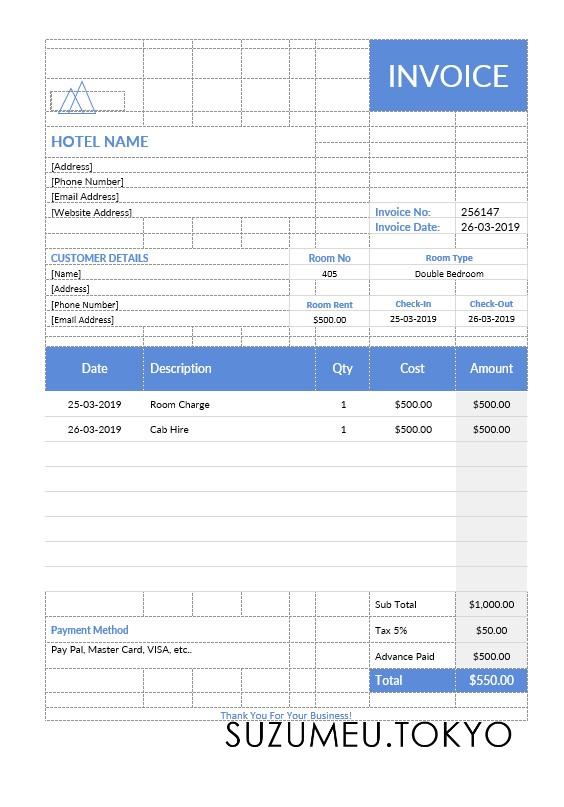 INVOICE
HOTEL NAME
[Address]
[Phone Number]
[Email Address]
[Website Address] Invoice No: 256147
Invoice Date: 26-03-2019
CUSTOMER DETAILS Room No Room Type
[Name] 405 Double Bedroom
[Address]
[Phone Number] Room Rent Check-In Check-Out
[Email Address] $500.00 25-03-2019 26-03-2019
Date Description Qty Cost Amount
25-03-2019 Room Charge 1 $500.00 $500.00
26-03-2019 Cab Hire 1 $500.00 $500.00
Sub Total $1,000.00
Payment Method Tax 5% $50.00
Pay Pal, Master Card, VISA, etc.. Advance Paid $500.00
Total $550.00
Thank You For Your Business!
SUZUMEU.TOKYO